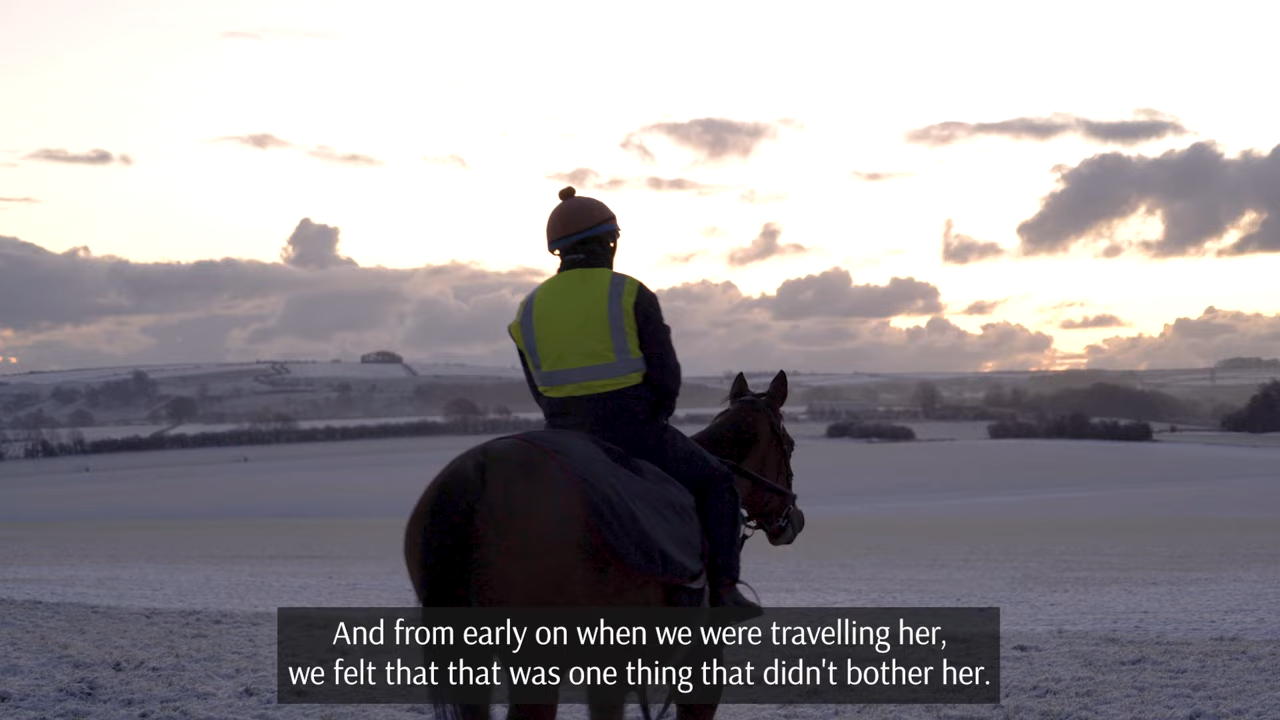 And from early on when we were travelling her,
we felt that that was one thing that didn't bother her.